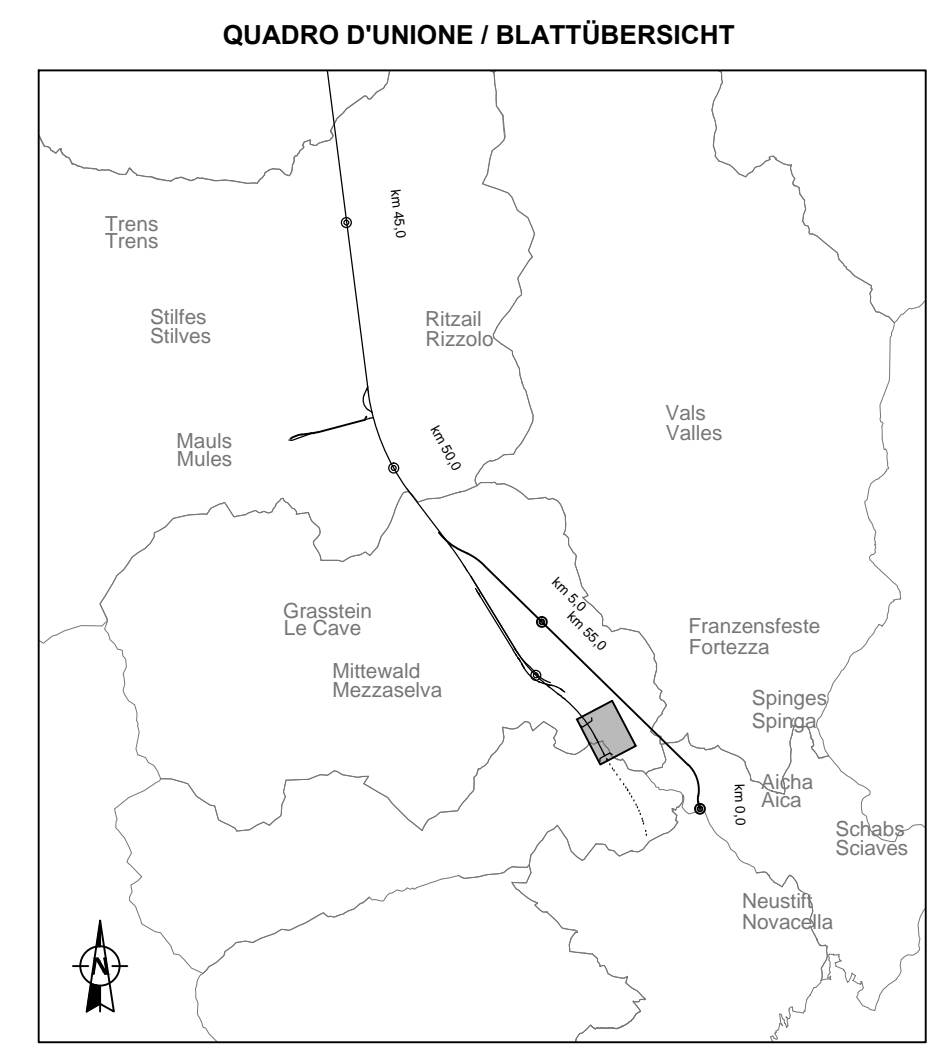 QUADRO D'UNIONE / BLATTÜBERSICHT
km 45,0
Trens
Trens
Stilfes
Stilves
Ritzail
Rizzolo
Mauls
Mules
km 50,0
Vals
Valles
km 5,0
km 55,0
Grasstein
Le Cave
Franzensfeste
Fortezza
Mittewald
Mezzaselva
Spinges
Spinga
Aicha
Aica
km 0,0
Schabs
Sciaves
Neustift
Novacella
N